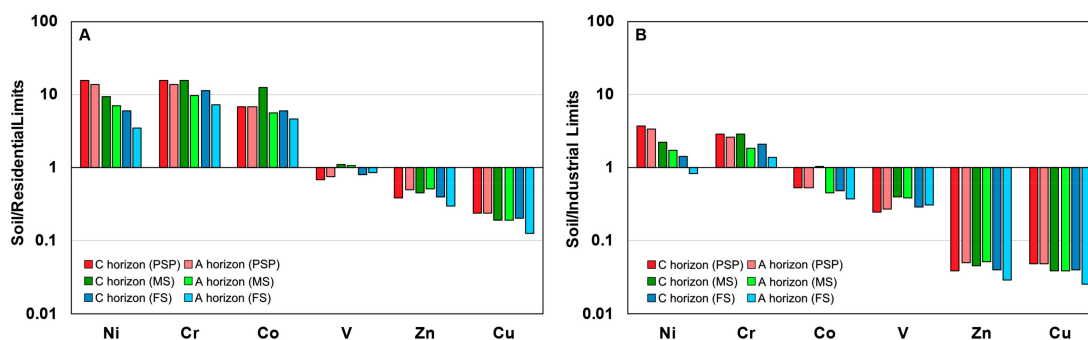 A
Soil/ResidentialLimits
100
10
1
0.1
0.01
C horizon (PSP) A horizon (PSP)
C horizon (MS) A horizon (MS)
C horizon (FS) A horizon (FS)
Ni Cr Co V Zn Cu
B
Soil/Industrial Limits
100
10
1
0.1
0.01
C horizon (PSP) A horizon (PSP)
C horizon (MS) A horizon (MS)
C horizon (FS) A horizon (FS)
Ni Cr Co V Zn Cu